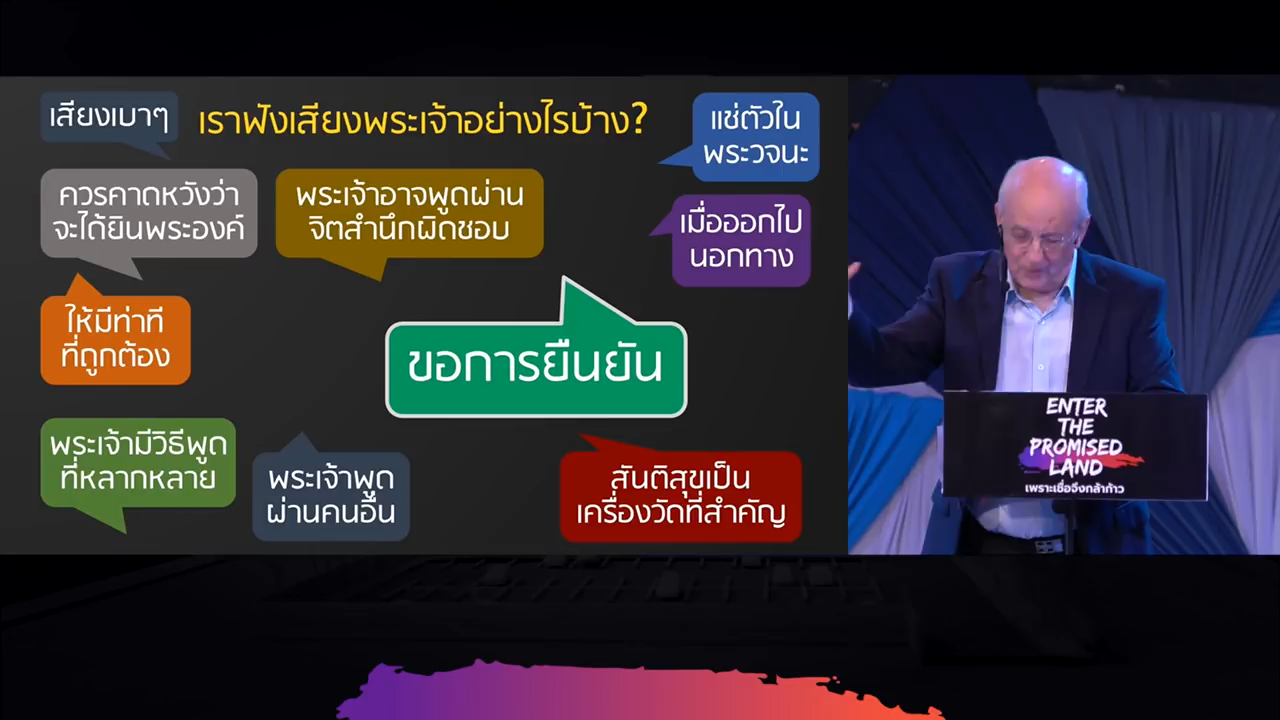 เราฟังเสียงพระเจ้าอย่างไรบ้าง?
เสียงเบาๆ
แช่ตัวใน
พระวจนะ
ควรคาดหวังว่า
จะได้ยินพระองค์
พระเจ้าอาจพูดผ่าน
จิตสำนึกผิดชอบ
เมื่อออกไป
นอกทาง
ให้มีท่าที
ที่ถูกต้อง
ขอการยืนยัน
พระเจ้ามีวิธีพูด
ที่หลากหลาย
พระเจ้าพูด
ผ่านคนอื่น
สันติสุขเป็น
เครื่องวัดที่สำคัญ
ENTER
THE
PROMISED
LAND
เพราะเชื่อจึงกล้าก้าว